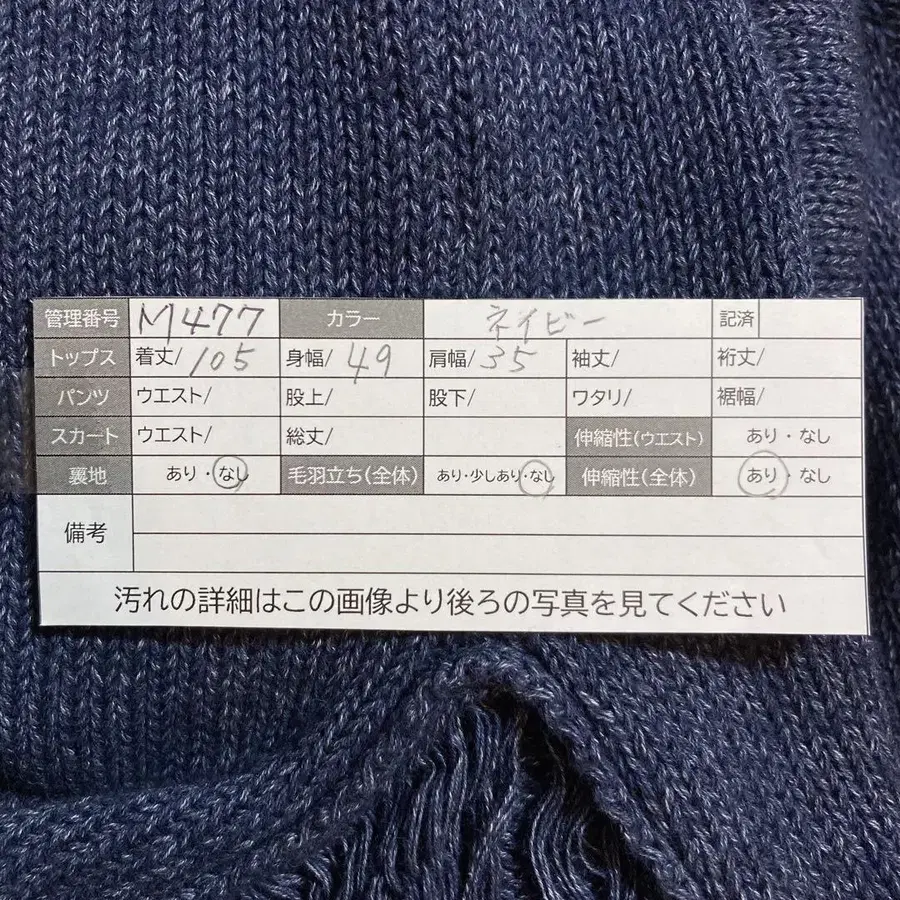 管理番号 M477 カラー ネイビー 記済
トップス 着丈/105 身幅/49 肩幅/35 袖丈/ 裄丈/
パンツ ウエスト/ 股上/ 股下/ ワタリ/ 裾幅/
スカート ウエスト/ 総丈/ 伸縮性(ウエスト) あり・なし
裏地 あり・なし 毛羽立ち(全体) あり・少しあり・なし 伸縮性(全体) あり・なし
備考
汚れの詳細はこの画像より後ろの写真を見てください